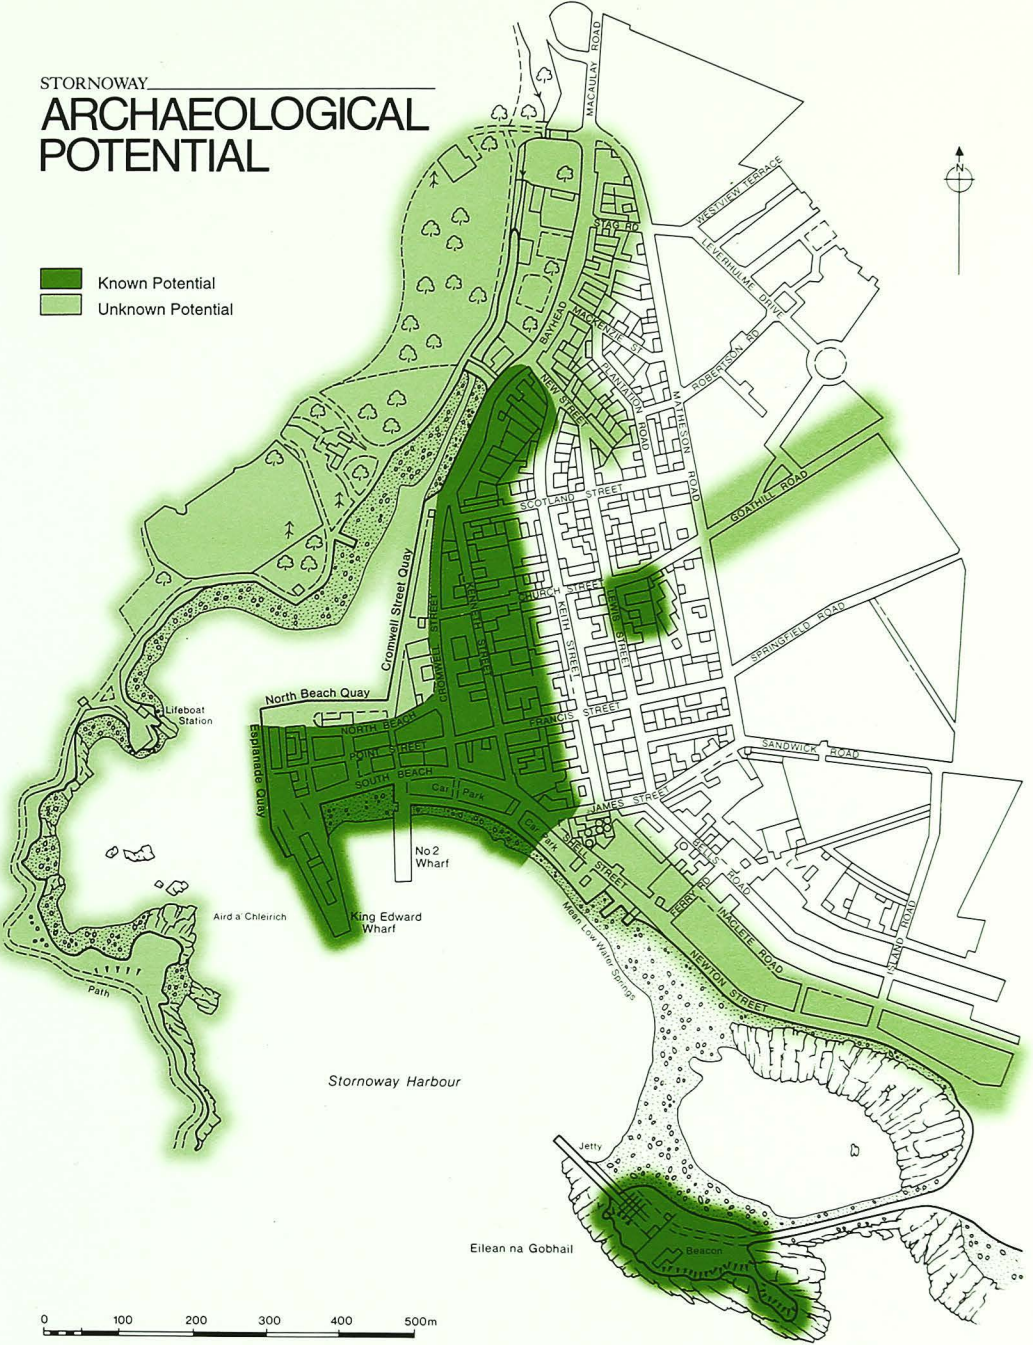 STORNOWAY
ARCHAEOLOGICAL
POTENTIAL
Known Potential
Unknown Potential
N
MACAULAY ROAD
WESTVIEW TERRACE
STAG RD
LEVERHULME DRIVE
BAYHEAD
MACKENZIE ST
ROBERTSON RD
NEW STREET
PLANTATION ROAD
MATHESON ROAD
GOATHILL ROAD
SCOTLAND STREET
Cromwell Street Quay
CROMWELL STREET
KENNETH STREET
CHURCH STREET
KEITH STREET
LEWIS STREET
SPRINGFIELD ROAD
North Beach Quay
Lifeboat
Station
Esplanade Quay
NORTH BEACH
FRANCIS STREET
POINT STREET
SOUTH BEACH
SANDWICK ROAD
Car Park
JAMES STREET
Car Park
SHELL STREET
BELLS ROAD
No 2
Wharf
FERRY RD
INACLETE ROAD
ISLAND ROAD
Aird a' Chleirich
King Edward
Wharf
Mean Low Water Springs
NEWTON STREET
Path
Stornoway Harbour
Jetty
Eilean na Gobhail
Beacon
0 100 200 300 400 500m